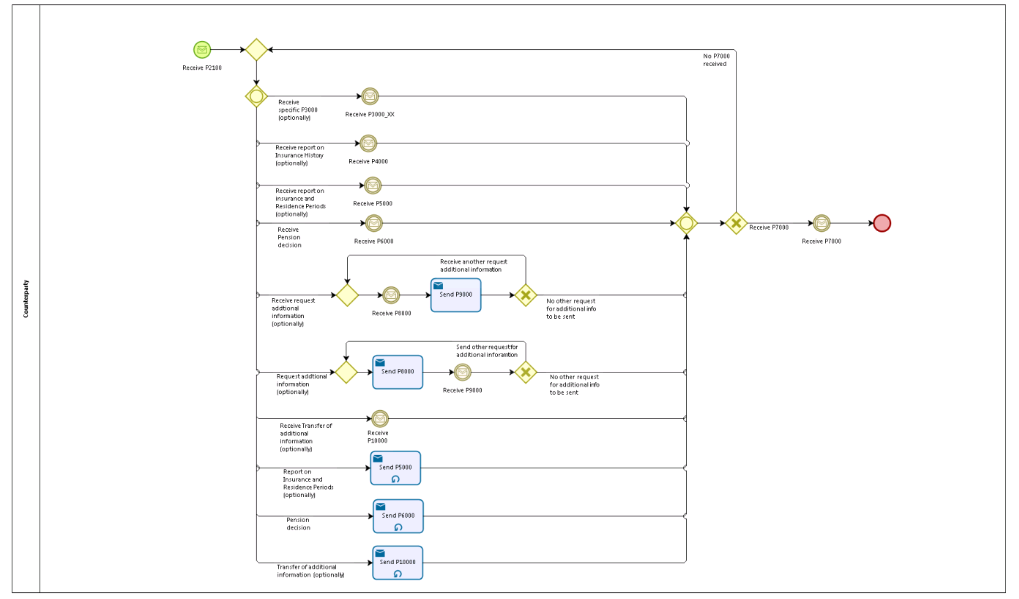 No P7000
received
Receive P2100
Receive
specific P3000
(optionally)
Receive P3000_XX
Receive report on
Insurance History
(optionally)
Receive P4000
Receive report on
Insurance and
Residence Periods
(optionally)
Receive P5000
Receive
Pension
decision
Receive P6000
Receive P7000
Receive P7000
Receive another request
additional information
Send P9000
Receive request
addtional
information
(optionally)
Receive P8000
No other request
for additional info
to be sent
Counterparty
Send other request for
additional information
Send P8000
Request addtional
information
(optionally)
Receive P9000
No other request
for additional info
to be sent
Receive Transfer of
additional
information
(optionally)
Receive
P10000
Send P5000
Report on
Insurance and
Residence Periods
(optionally)
Send P6000
Pension
decision
Send P10000
Transfer of additional
information (optionally)